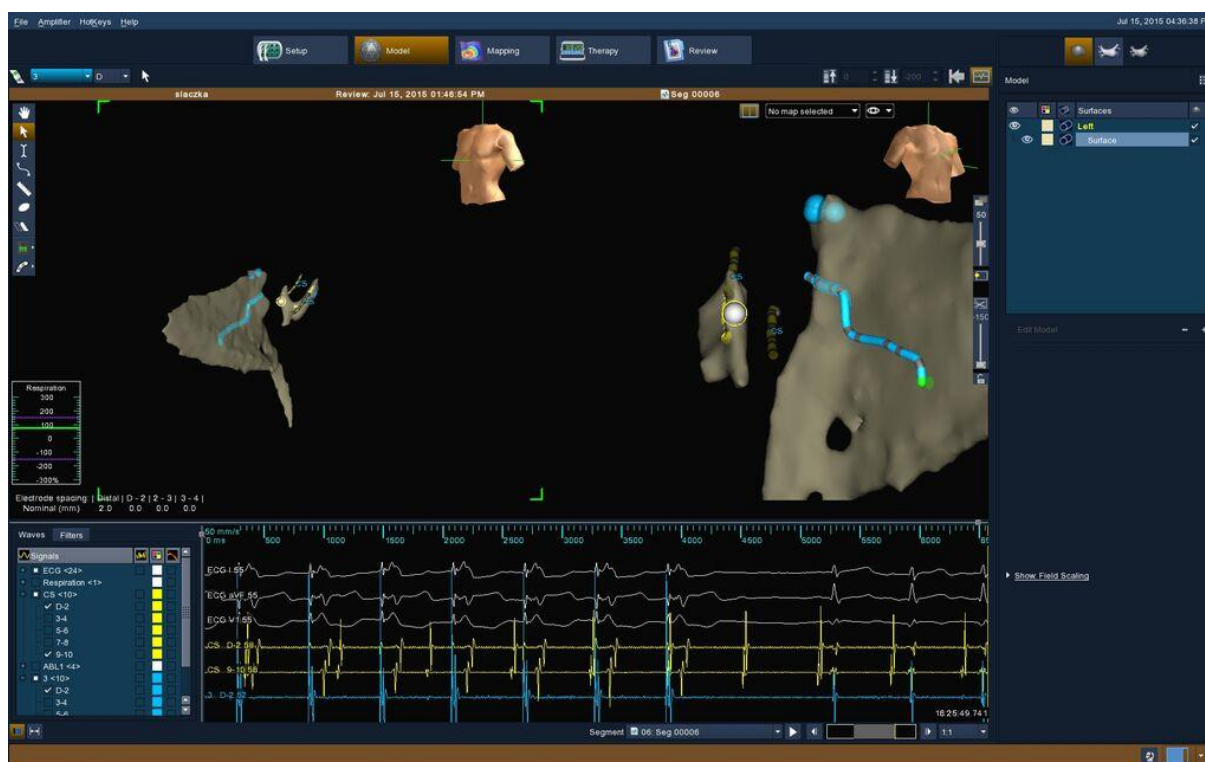 File Amplifier HotKeys Help
Jul 15, 2015 04:36:38 P
Setup Model Mapping Therapy Review
3 D 0 -200
Model
slaczka Review: Jul 15, 2015 01:46:54 PM Seg 00006
No map selected
Surfaces
Left
Surface
50
CS
CS
CS
-150
Edit Model
Respiration
300
200
100
0
-100
-200
-300%
Electrode spacing: | Distal | D - 2 | 2 - 3 | 3 - 4 |
Nominal (mm) 2.0 0.0 0.0 0.0
Waves Filters
50 mm/s
0 ms 500 1000 1500 2000 2500 3000 3500 4000 4500 5000 5500 6000
Signals
ECG <24>
Respiration <1>
CS <10>
D-2
3-4
5-6
7-8
9-10
ABL1 <4>
3 <10>
D-2
3-4
5-6
ECG I 55
ECG aVF 55
ECG V1 55
CS D-2 58
CS 9-10 58
3 D-2 52
16:25:49.741
Show Field Scaling
Segment 06: Seg 00006 1:1